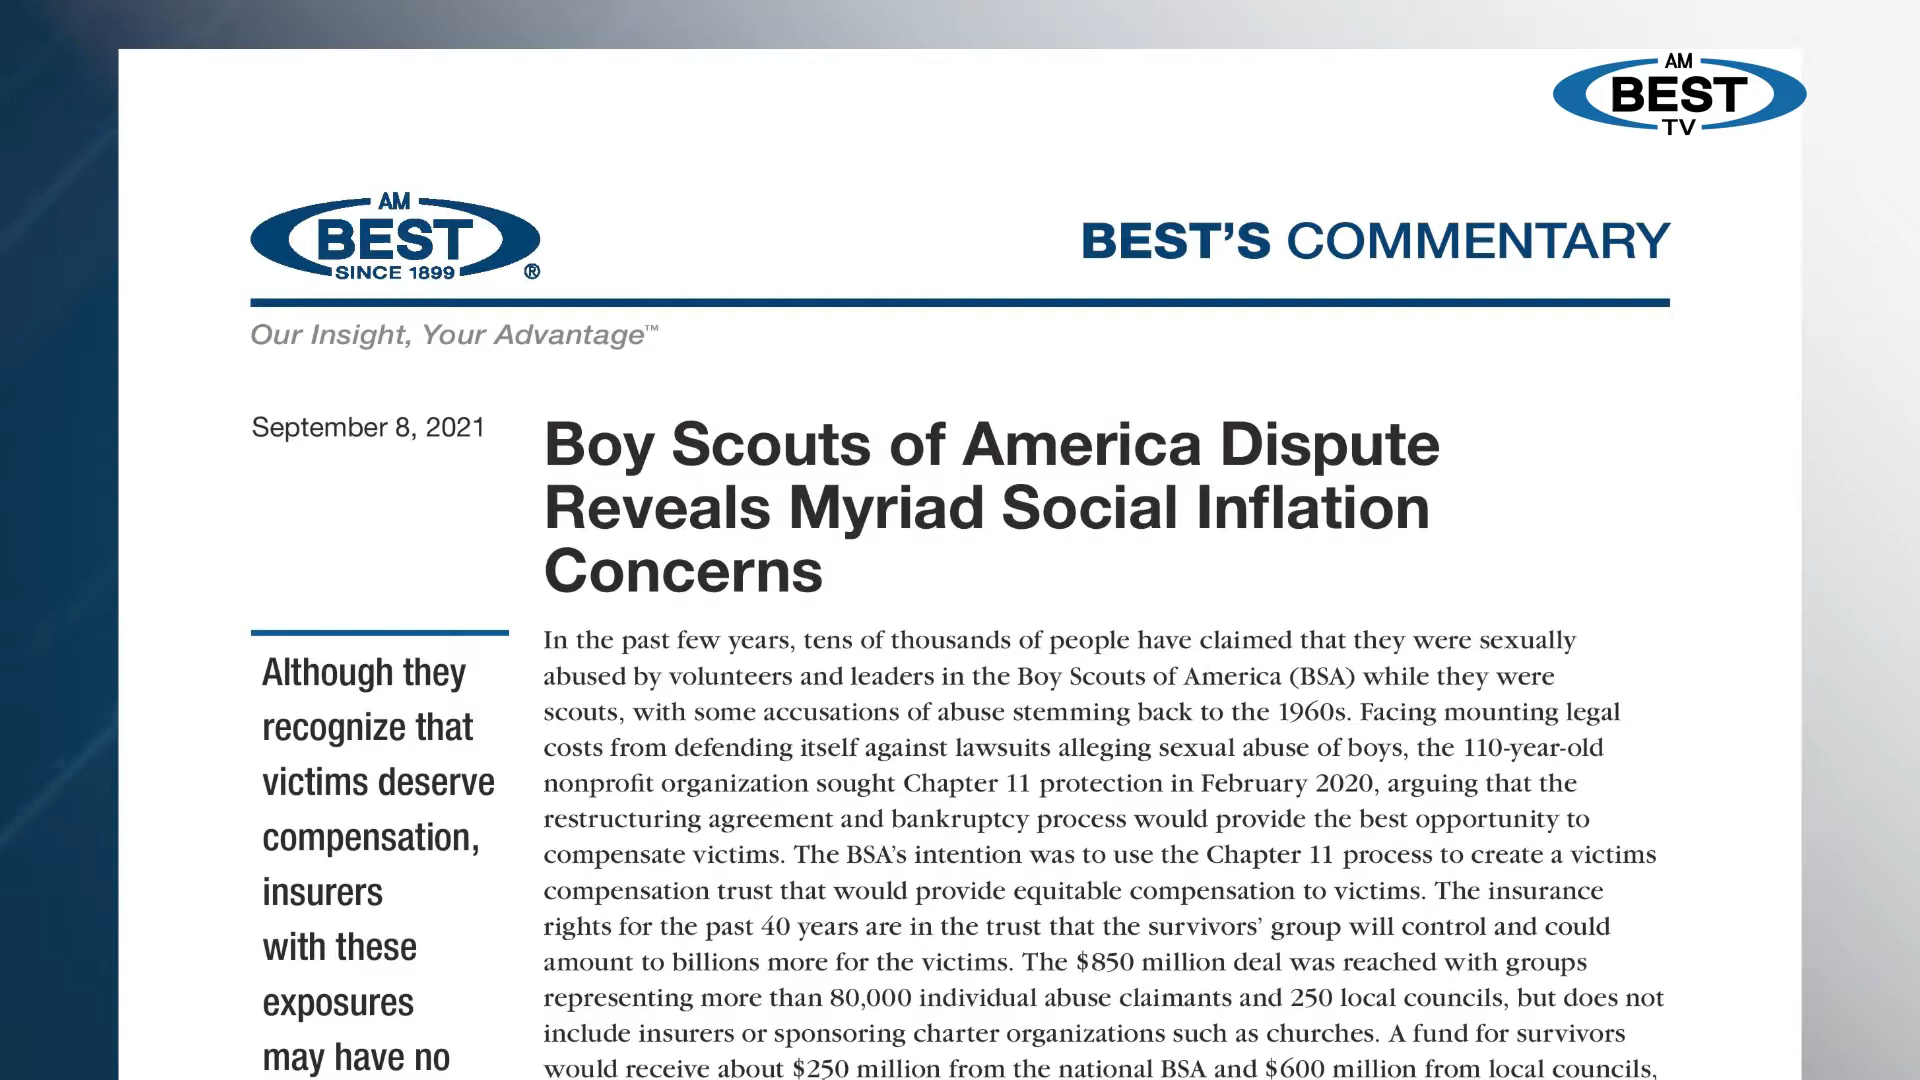 AM
BEST
TV
AM
BEST
SINCE 1899
®
BEST’S COMMENTARY
Our Insight, Your Advantage™
September 8, 2021
Boy Scouts of America Dispute
Reveals Myriad Social Inflation
Concerns
Although they
recognize that
victims deserve
compensation,
insurers
with these
exposures
may have no
In the past few years, tens of thousands of people have claimed that they were sexually
abused by volunteers and leaders in the Boy Scouts of America (BSA) while they were
scouts, with some accusations of abuse stemming back to the 1960s. Facing mounting legal
costs from defending itself against lawsuits alleging sexual abuse of boys, the 110-year-old
nonprofit organization sought Chapter 11 protection in February 2020, arguing that the
restructuring agreement and bankruptcy process would provide the best opportunity to
compensate victims. The BSA’s intention was to use the Chapter 11 process to create a victims
compensation trust that would provide equitable compensation to victims. The insurance
rights for the past 40 years are in the trust that the survivors’ group will control and could
amount to billions more for the victims. The $850 million deal was reached with groups
representing more than 80,000 individual abuse claimants and 250 local councils, but does not
include insurers or sponsoring charter organizations such as churches. A fund for survivors
would receive about $250 million from the national BSA and $600 million from local councils,